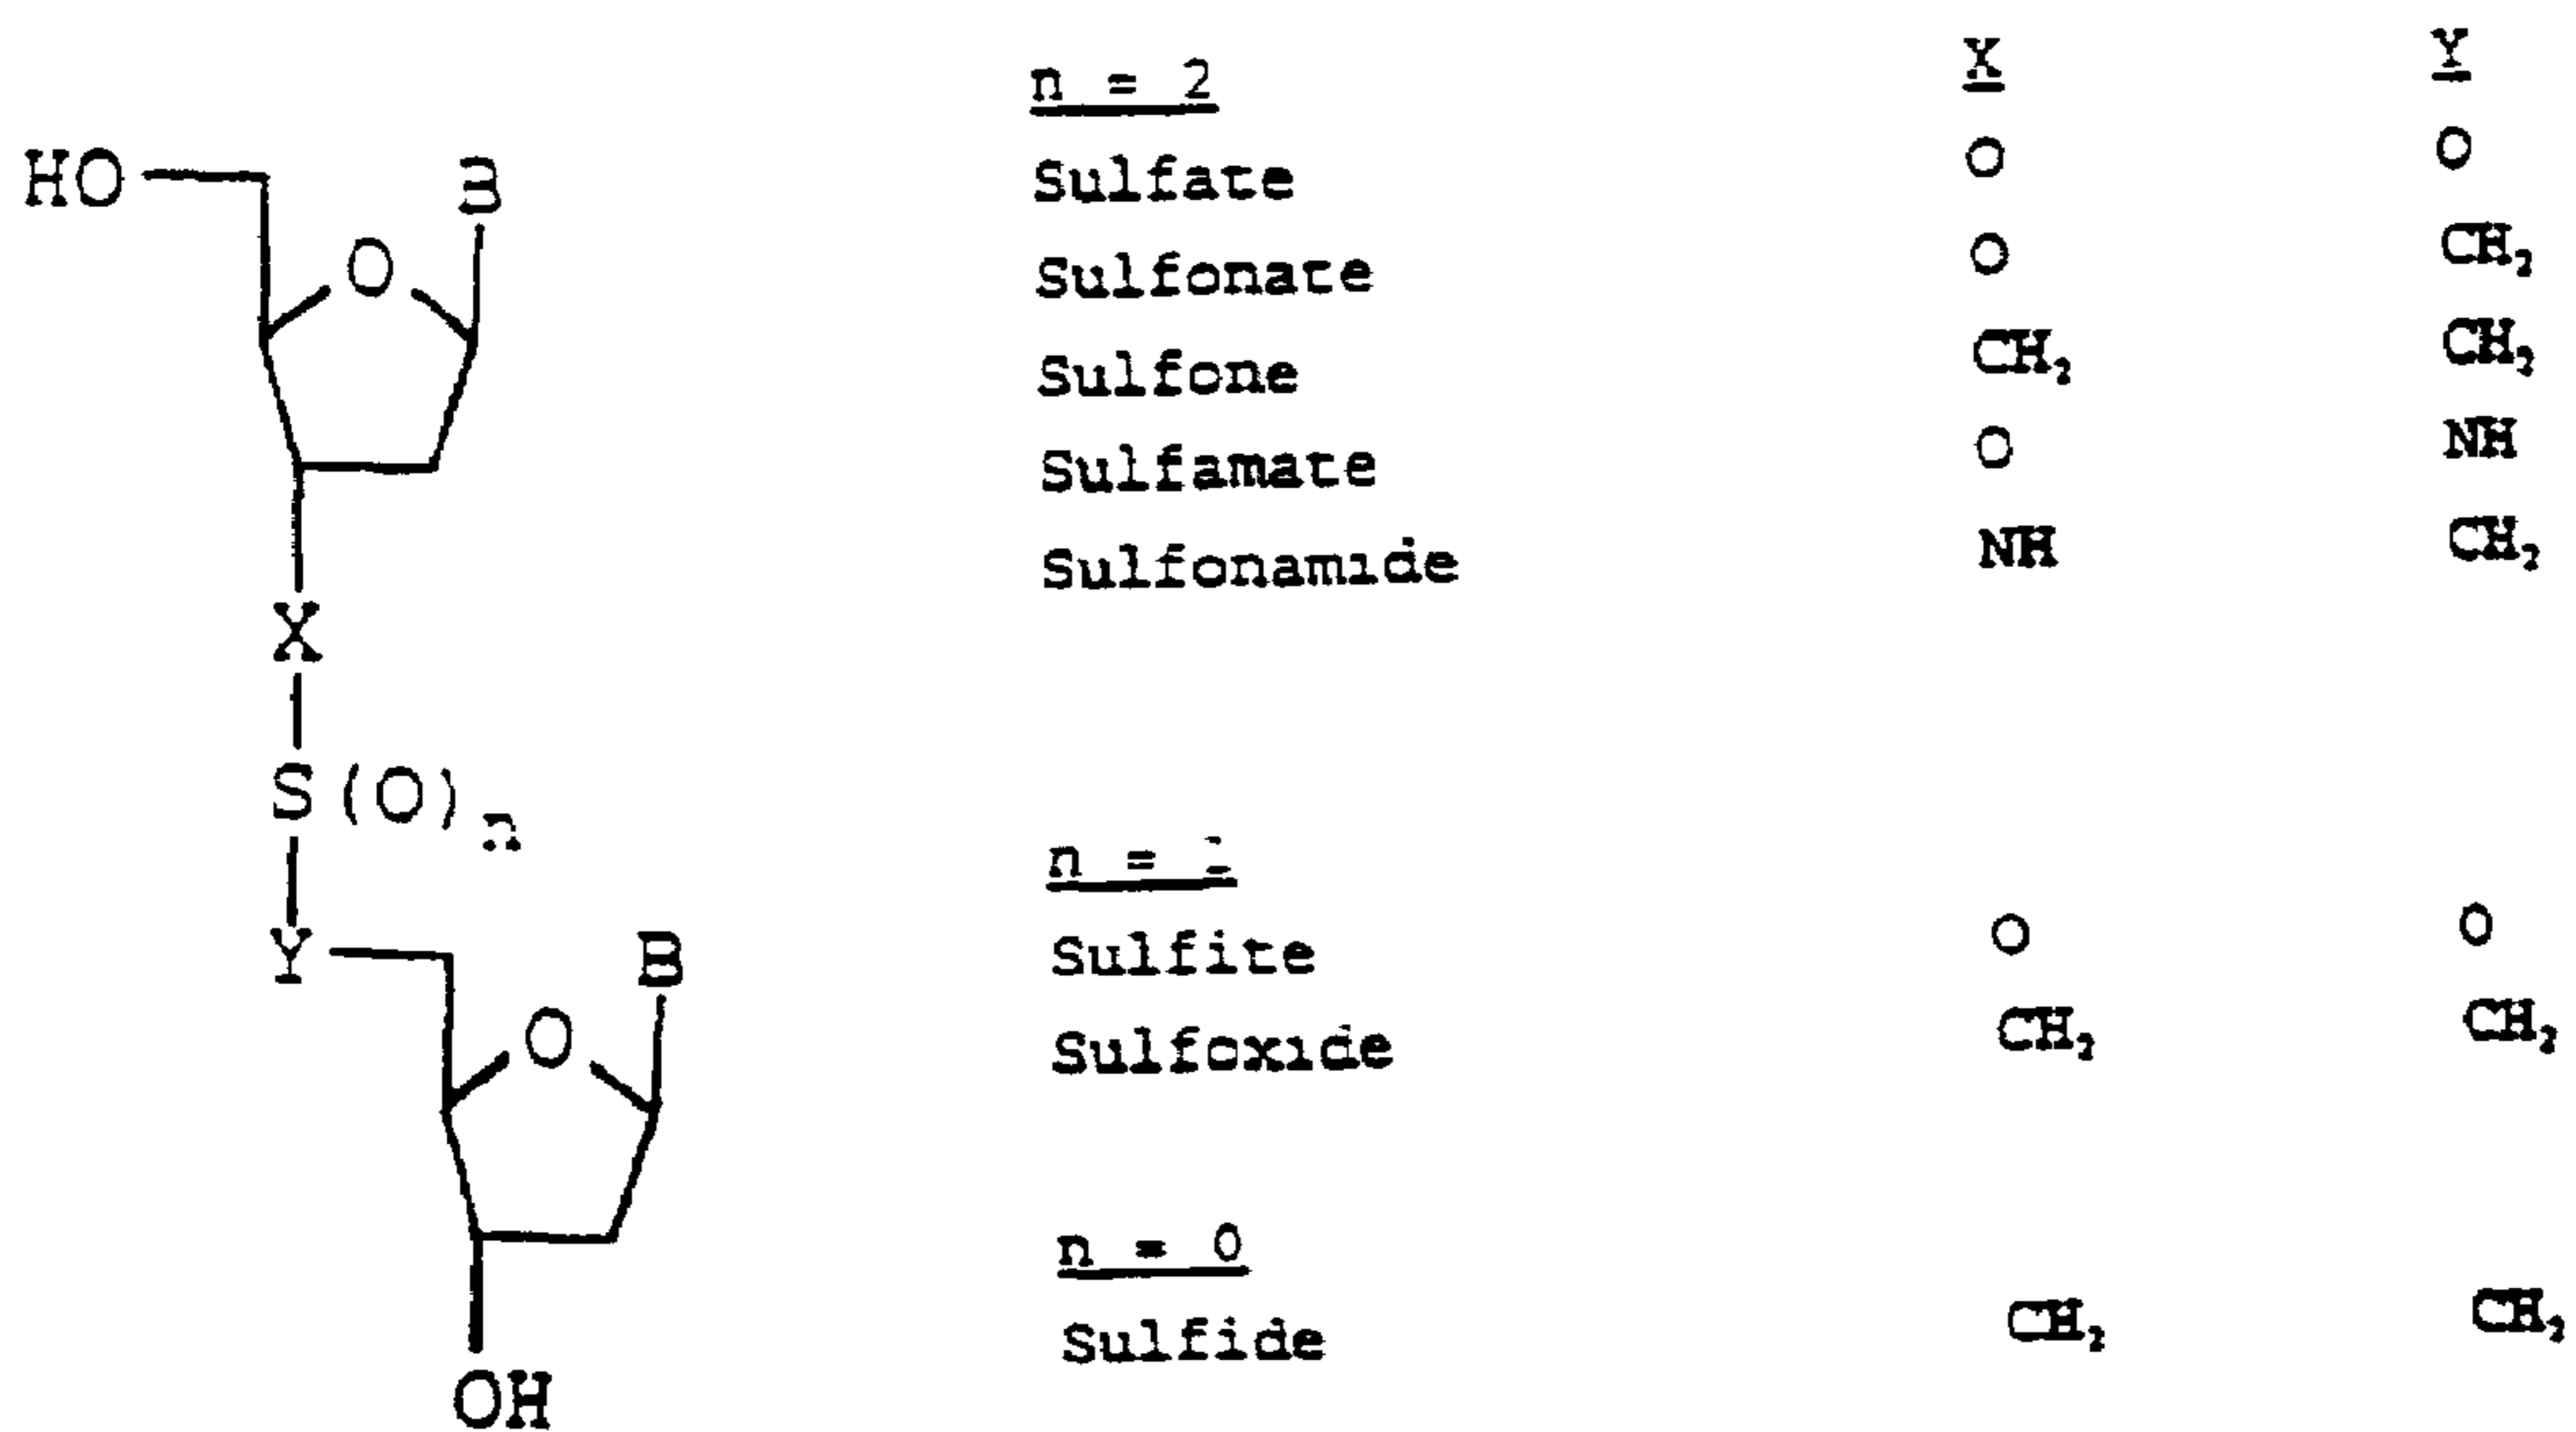 n = 2 X Y
Sulfate O O
Sulfonate O CH₂
Sulfone CH₂ CH₂
Sulfamate O NH
Sulfonamide NH CH₂
n = 1
Sulfite O O
Sulfoxide CH₂ CH₂
n = 0
Sulfide CH₂ CH₂
HO B
O
X
S(O)n
Y B
O
OH